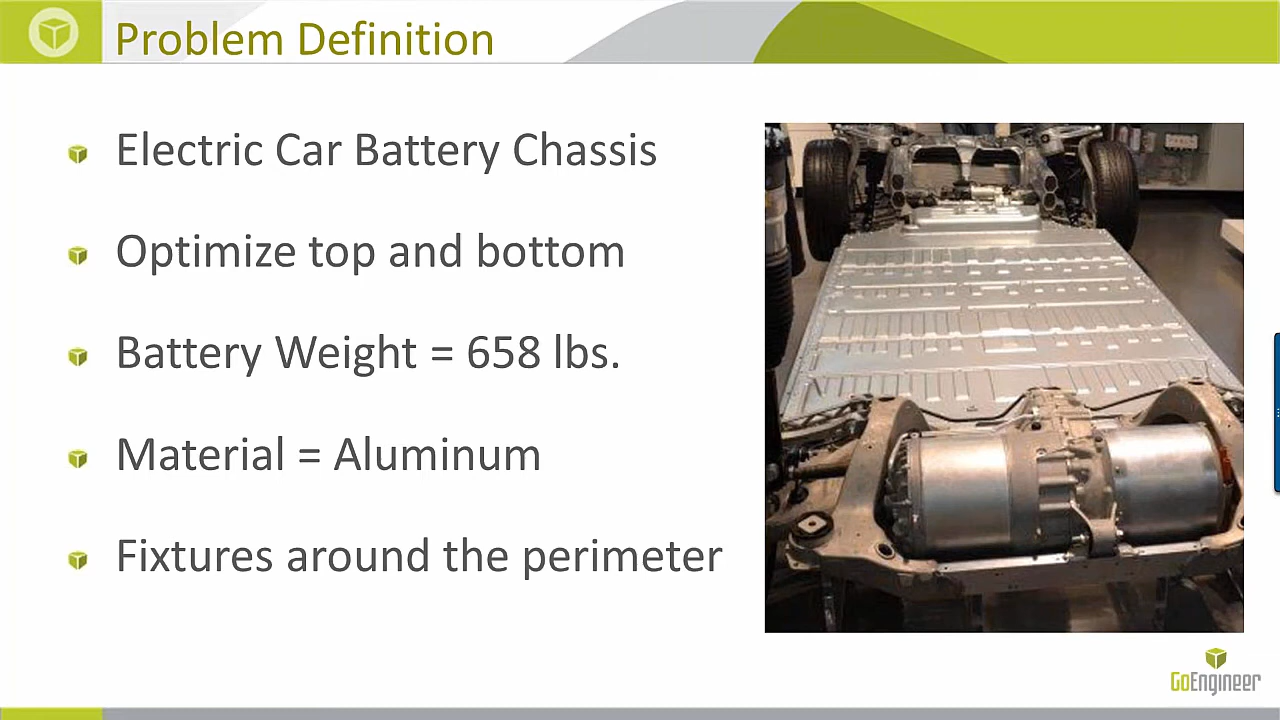 Problem Definition
Electric Car Battery Chassis
Optimize top and bottom
Battery Weight = 658 lbs.
Material = Aluminum
Fixtures around the perimeter
GoEngineer